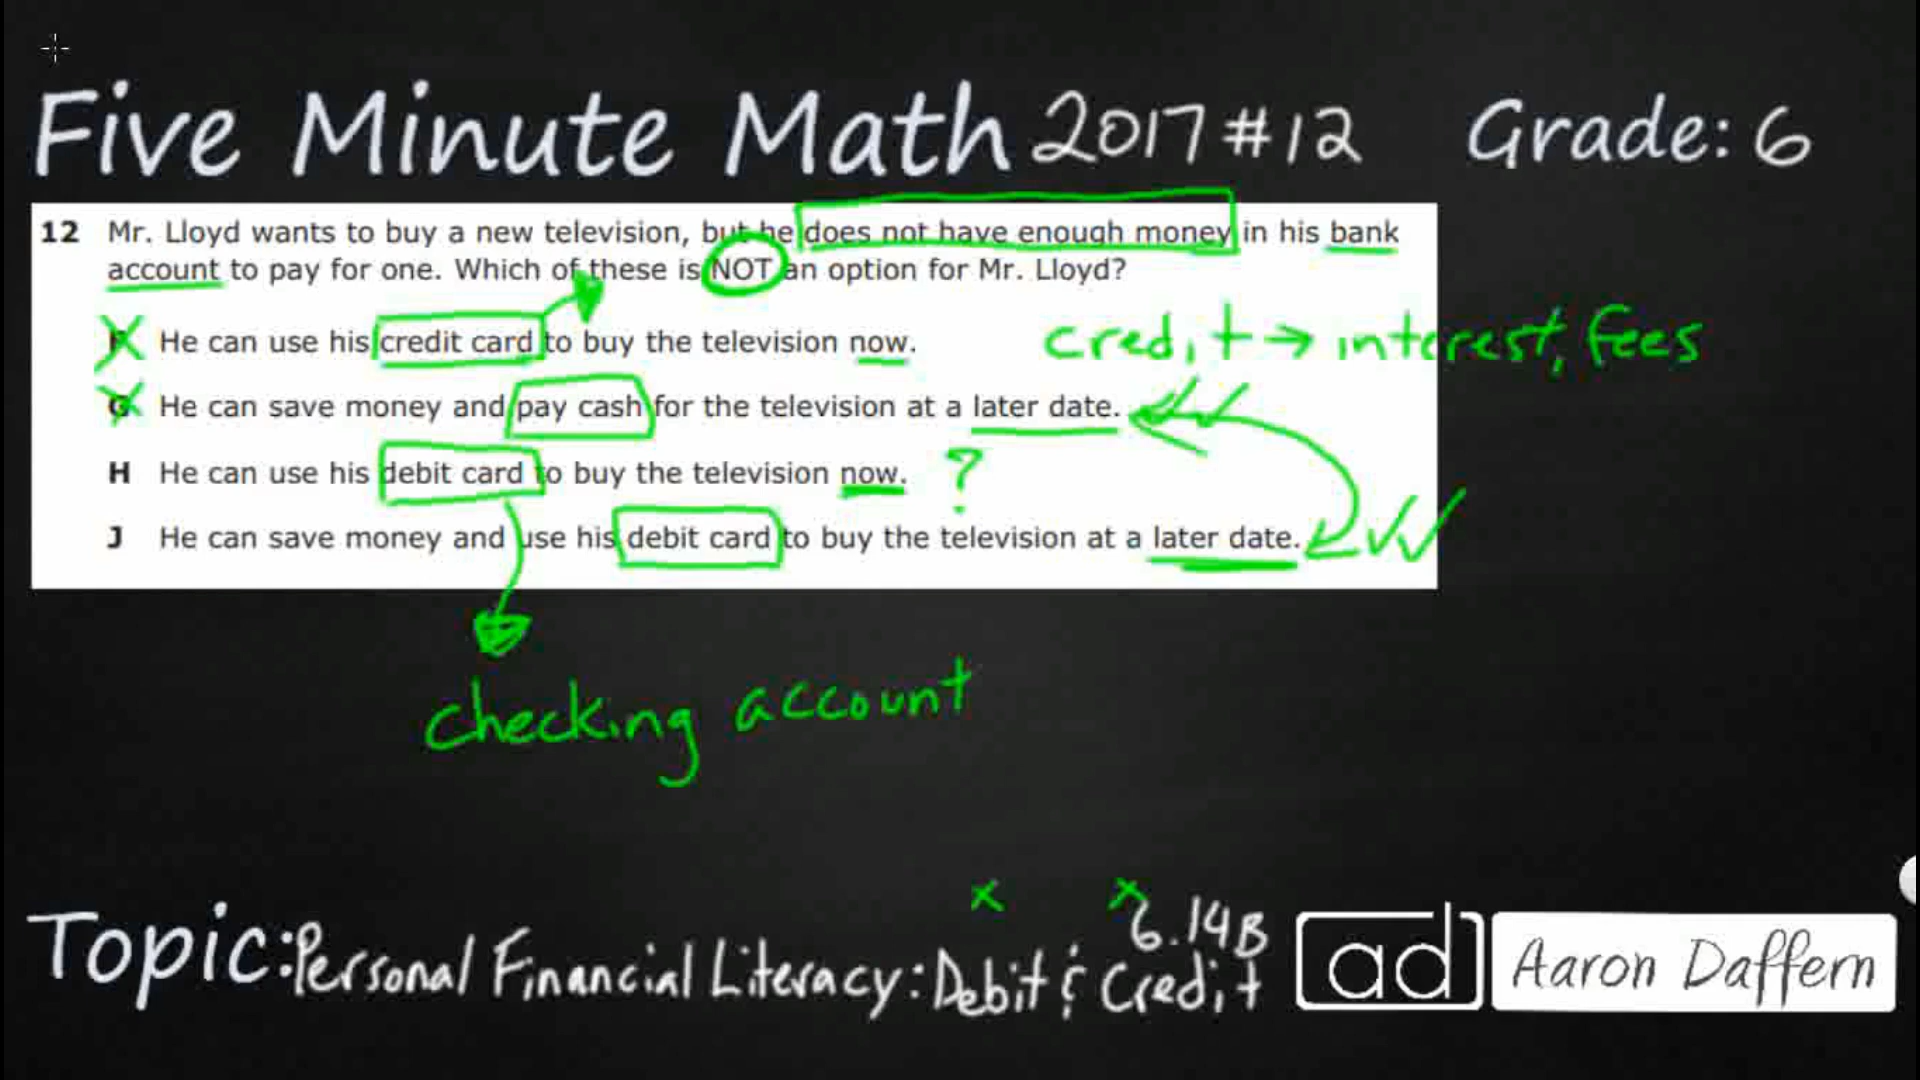 Five Minute Math 2017 #12 Grade: 6
12 Mr. Lloyd wants to buy a new television, but he does not have enough money in his bank
account to pay for one. Which of these is NOT an option for Mr. Lloyd?
F He can use his credit card to buy the television now.
credit → interest, fees
G He can save money and pay cash for the television at a later date.
H He can use his debit card to buy the television now. ?
J He can save money and use his debit card to buy the television at a later date.
checking account
6.14B
Topic: Personal Financial Literacy: Debit & Credit
ad Aaron Daffern